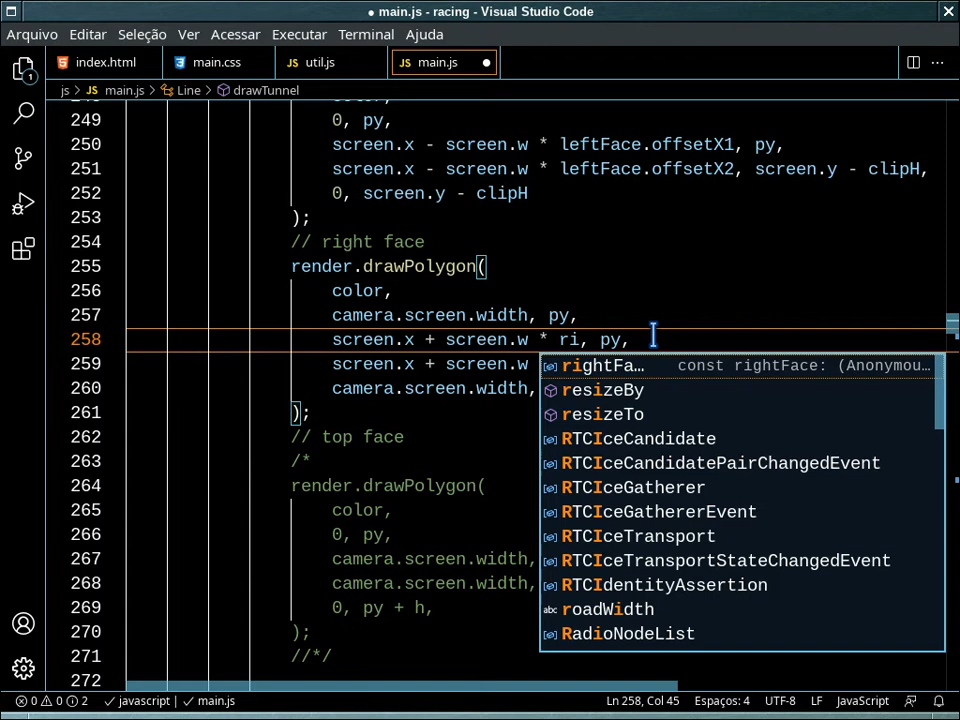 ● main.js - racing - Visual Studio Code
Arquivo Editar Seleção Ver Acessar Executar Terminal Ajuda
index.html main.css JS util.js JS main.js ●
js > JS main.js > Line > drawTunnel
1
249 0, py,
250 screen.x - screen.w * leftFace.offsetX1, py,
251 screen.x - screen.w * leftFace.offsetX2, screen.y - clipH,
252 0, screen.y - clipH
253 );
254 // right face
255 render.drawPolygon(
256 color,
257 camera.screen.width, py,
258 screen.x + screen.w * ri, py,
259 screen.x + screen.w
260 camera.screen.width,
261 );
262 // top face
263 /*
264 render.drawPolygon(
265 color,
266 0, py,
267 camera.screen.width,
268 camera.screen.width,
269 0, py + h,
270 );
271 //*/
272
rightFa… const rightFace: (Anonymou…
resizeBy
resizeTo
RTCIceCandidate
RTCIceCandidatePairChangedEvent
RTCIceGatherer
RTCIceGathererEvent
RTCIceTransport
RTCIceTransportStateChangedEvent
RTCIdentityAssertion
abc roadWidth
RadioNodeList
0 0 2 javascript | main.js Ln 258, Col 45 Espaços: 4 UTF-8 LF JavaScript